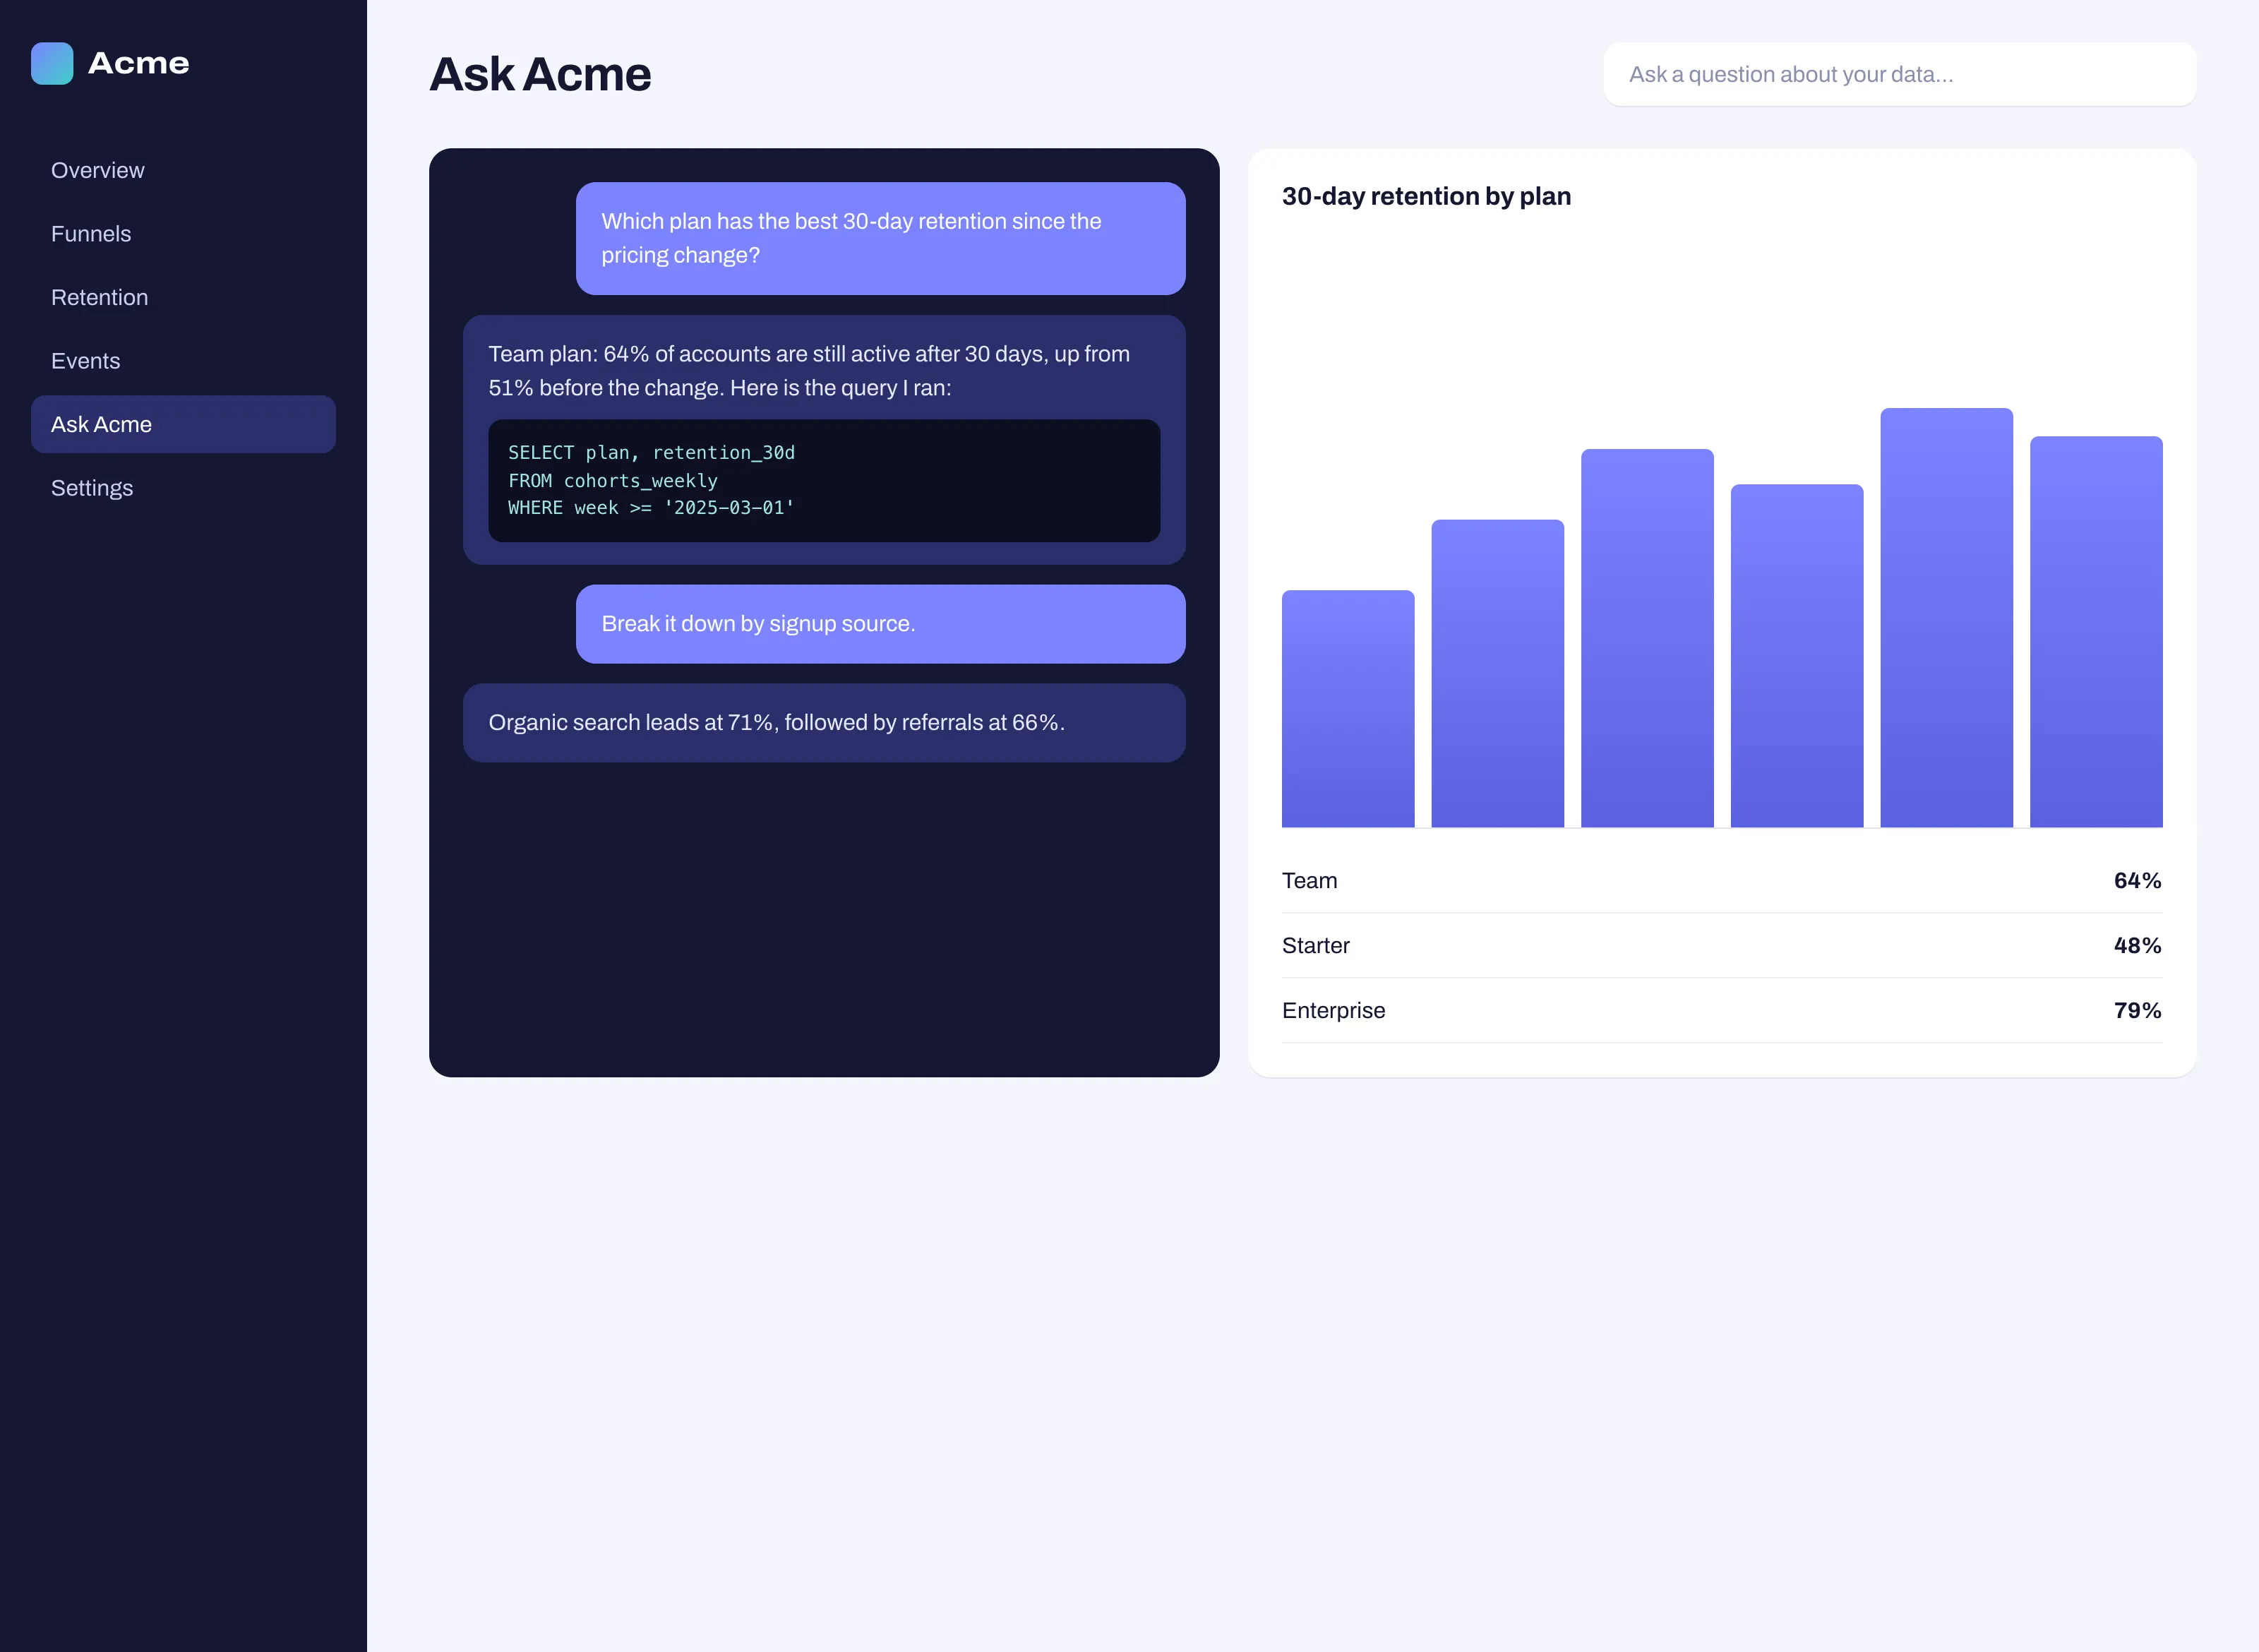 Acme
Overview
Funnels
Retention
Events
Ask Acme
Settings
Ask Acme
Ask a question about your data...
Which plan has the best 30-day retention since the
pricing change?
Team plan: 64% of accounts are still active after 30 days, up from
51% before the change. Here is the query I ran:
SELECT plan, retention_30d
FROM cohorts_weekly
WHERE week >= '2025-03-01'
Break it down by signup source.
Organic search leads at 71%, followed by referrals at 66%.
30-day retention by plan
Team 64%
Starter 48%
Enterprise 79%